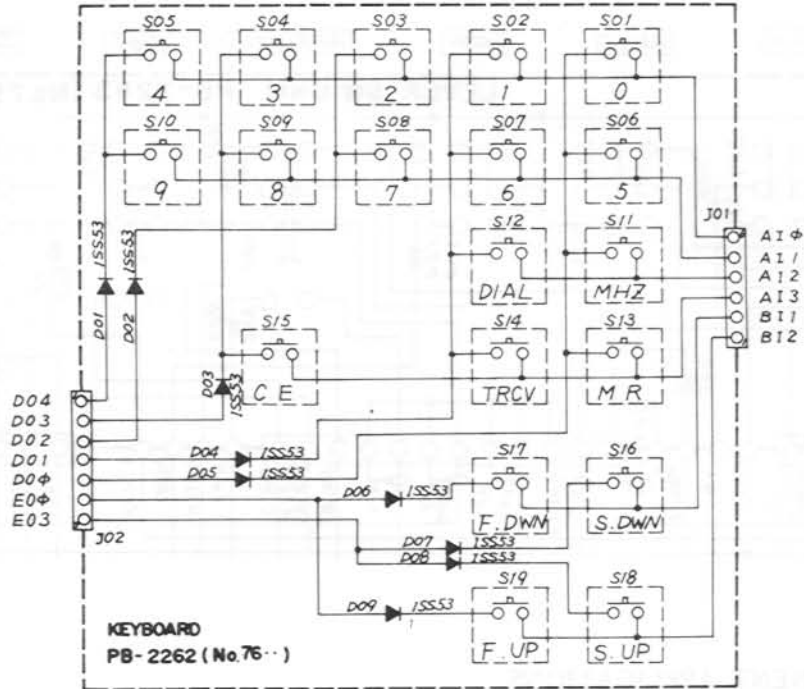 S05 S04 S03 S02 S01
4 3 2 1 0
S10 S09 S08 S07 S06
9 8 7 6 5
J01
S12 S11
AIΦ
AI1
AI2
AI3
BI1
BI2
DIAL MHZ
D01 1SS53
D02 1SS53
S15 S14 S13
D03 1SS53
C E TRCV M R
D04
D03
D02
D01
D0Φ
EOΦ
E03
J02
D04 1SS53
D05 1SS53
S17 S16
D06 1SS53
F.DWN S.DWN
D07 1SS53
D08 1SS53
S19 S18
D09 1SS53
F.UP S.UP
KEYBOARD
PB-2262 (No.76··)